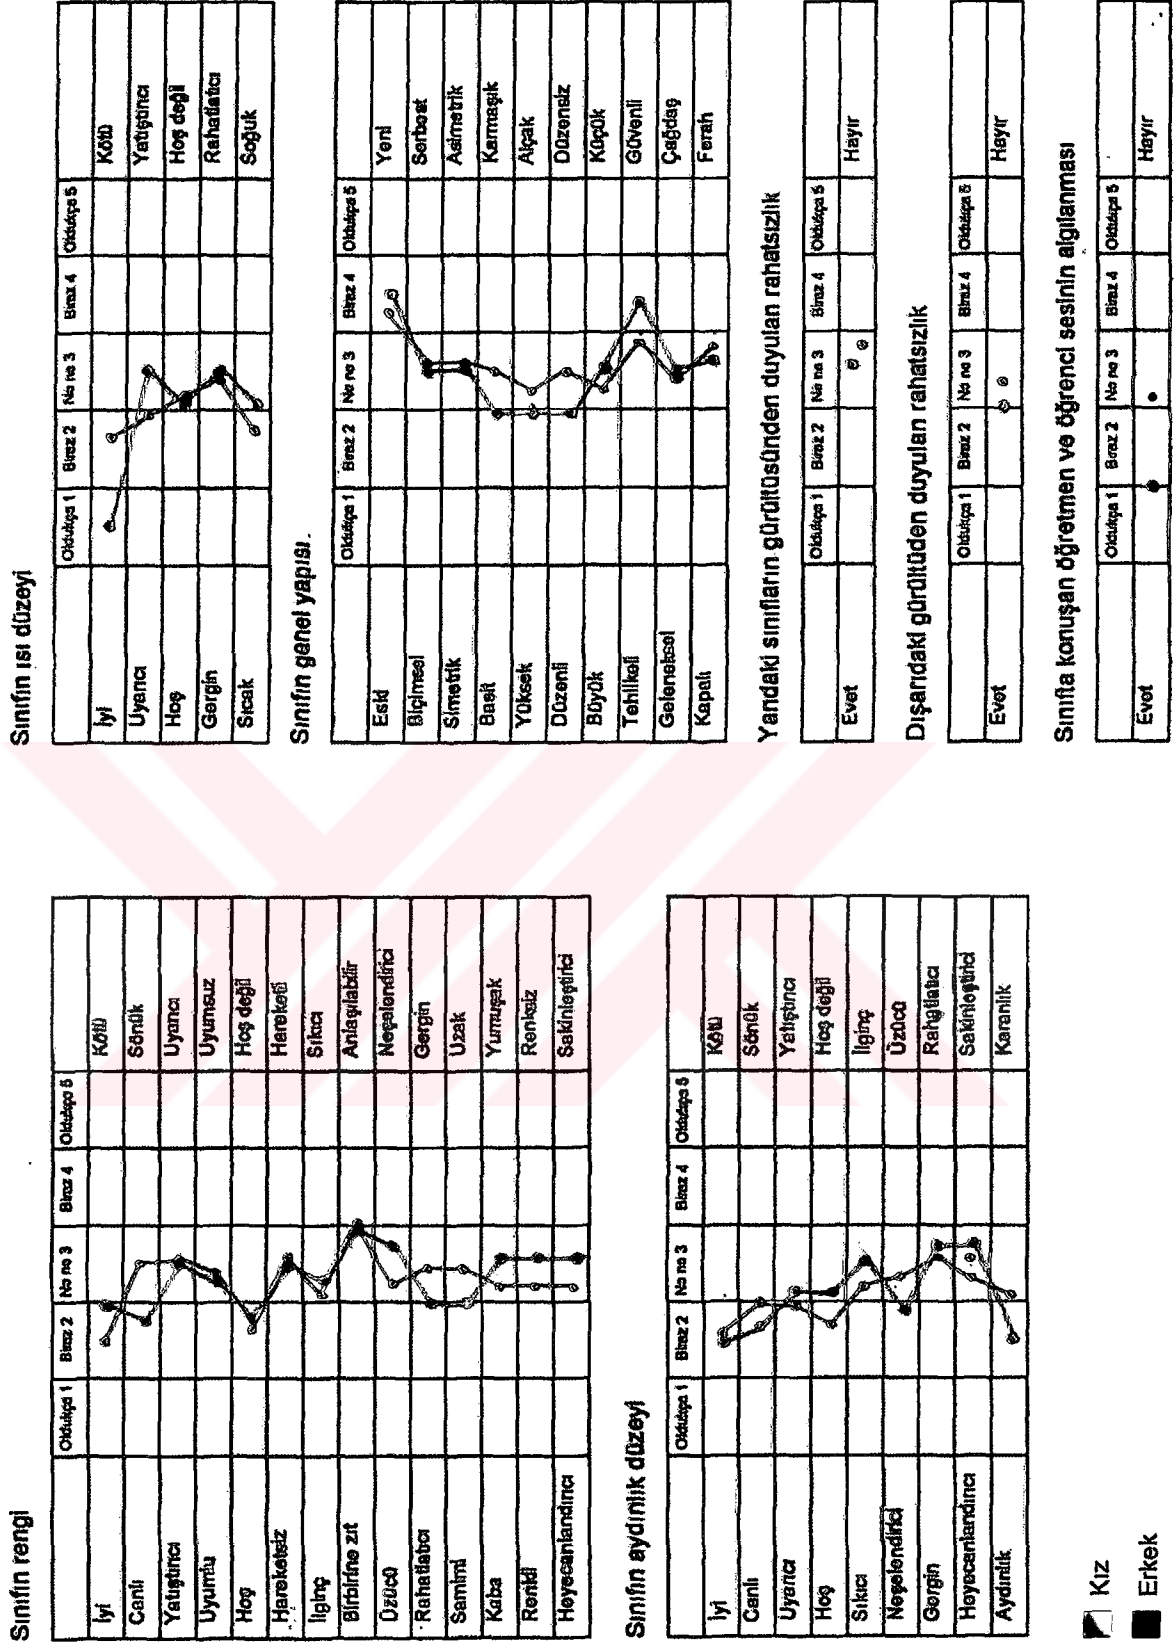 Sınıfın rengi
Oldukça 1 Biraz 2 Ne ne 3 Biraz 4 Oldukça 5
İyi Kötü
Canlı Sönük
Yatıştırıcı Uyarıcı
Uyumlu Uyumsuz
Hoş Hoş değil
Hareketsiz Hareketli
İlginç Sıkıcı
Birbirine zıt Anlaşılabilir
Üzücü Neşelendirici
Rahatlatıcı Gergin
Samimi Uzak
Kaba Yumuşak
Renkli Renksiz
Heyecanlandırıcı Sakinleştirici
Sınıfın aydınlık düzeyi
Oldukça 1 Biraz 2 Ne ne 3 Biraz 4 Oldukça 5
İyi Kötü
Canlı Sönük
Uyarıcı Yatıştırıcı
Hoş Hoş değil
Sıkıcı İlginç
Neşelendirici Üzücü
Gergin Rahatlatıcı
Heyecanlandırıcı Sakinleştirici
Aydınlık Karanlık
Kız
Erkek
Sınıfın ısı düzeyi
Oldukça 1 Biraz 2 Ne ne 3 Biraz 4 Oldukça 5
İyi Kötü
Uyarıcı Yatıştırıcı
Hoş Hoş değil
Gergin Rahatlatıcı
Sıcak Soğuk
Sınıfın genel yapısı.
Oldukça 1 Biraz 2 Ne ne 3 Biraz 4 Oldukça 5
Eski Yeni
Biçimsel Serbest
Simetrik Asimetrik
Basit Karmaşık
Yüksek Alçak
Düzenli Düzensiz
Büyük Küçük
Tehlikeli Güvenli
Geleneksel Çağdaş
Kapalı Ferah
Yandaki sınıfların gürültüsünden duyulan rahatsızlık
Oldukça 1 Biraz 2 Ne ne 3 Biraz 4 Oldukça 5
Evet Hayır
Dışarıdaki gürültüden duyulan rahatsızlık
Oldukça 1 Biraz 2 Ne ne 3 Biraz 4 Oldukça 5
Evet Hayır
Sınıfta konuşan öğretmen ve öğrenci sesinin algılanması
Oldukça 1 Biraz 2 Ne ne 3 Biraz 4 Oldukça 5
Evet Hayır